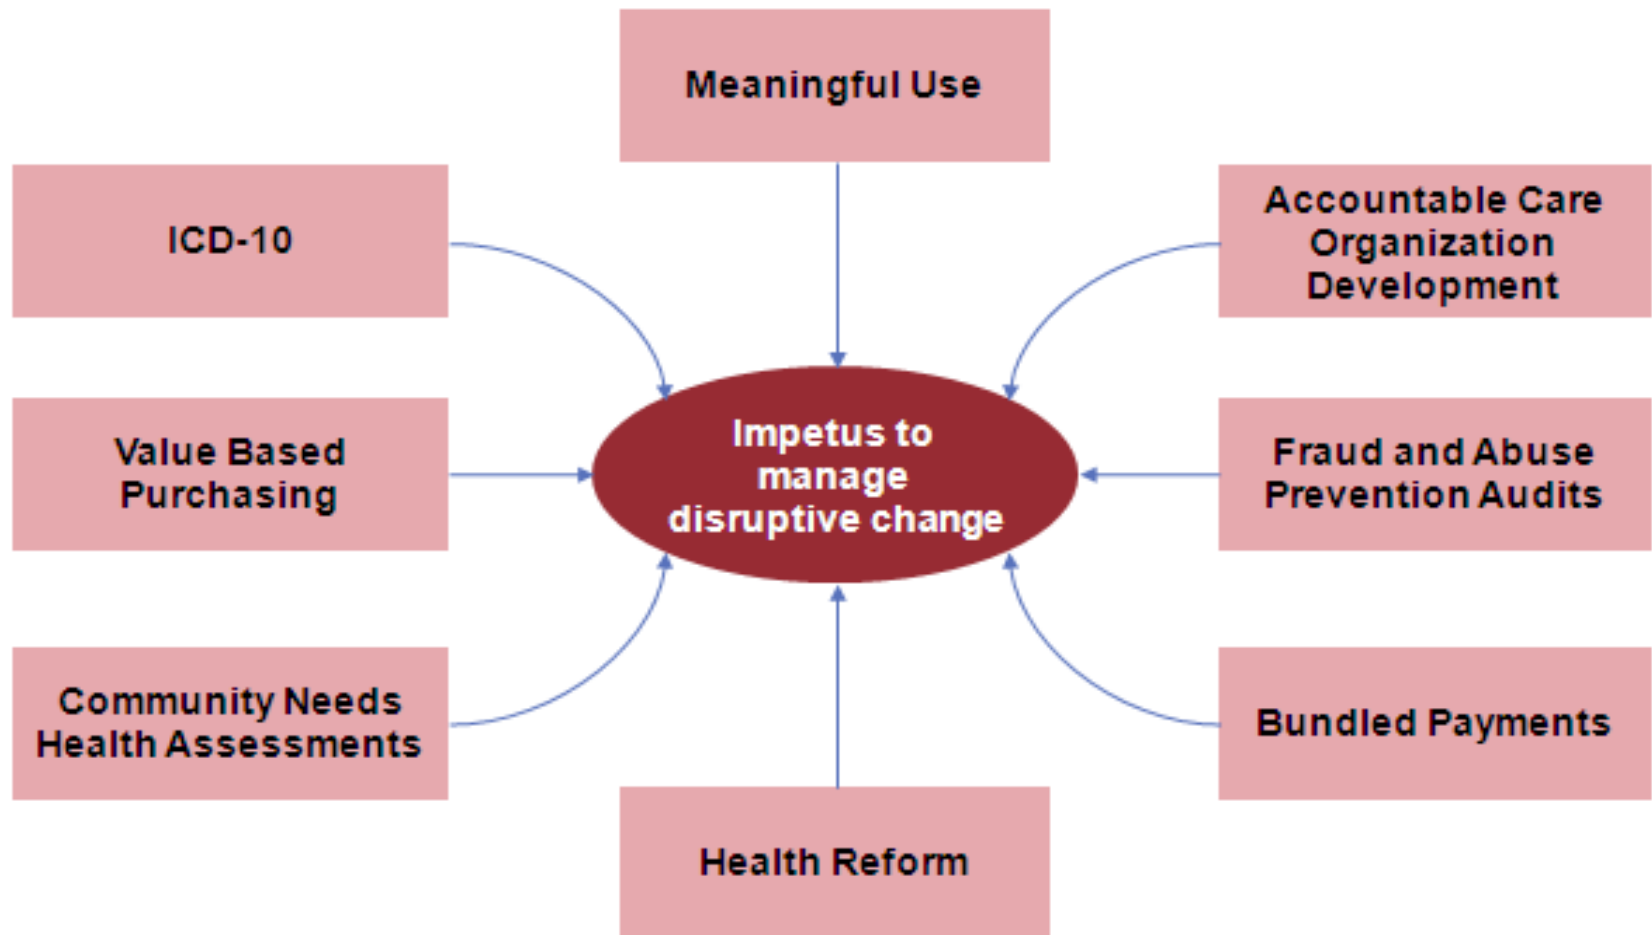 Meaningful Use
ICD-10
Accountable Care
Organization
Development
Value Based
Purchasing
Impetus to
manage
disruptive change
Fraud and Abuse
Prevention Audits
Community Needs
Health Assessments
Bundled Payments
Health Reform